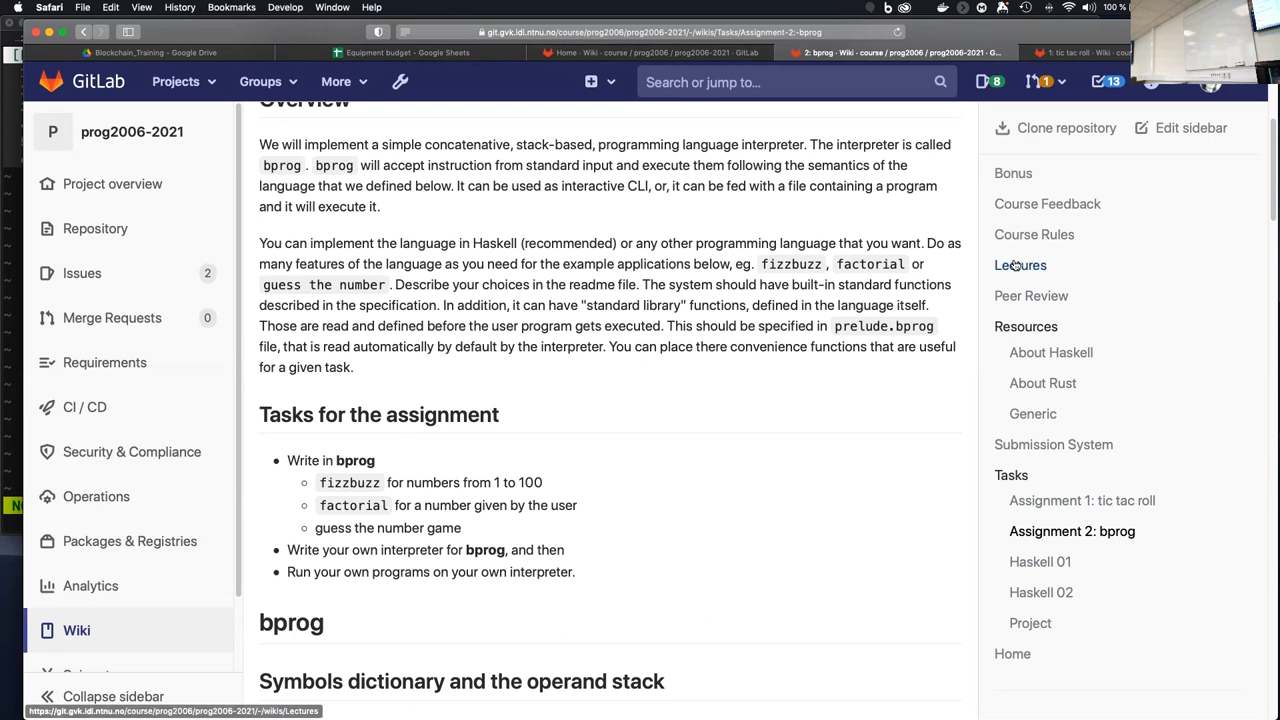 Safari File Edit View History Bookmarks Develop Window Help 100 %
git.gvk.idi.ntnu.no/course/prog2006/prog2006-2021/-/wikis/Tasks/Assignment-2:-bprog
Blockchain_Training - Google Drive
Equipment budget - Google Sheets
Home · Wiki · course / prog2006 / prog2006-2021 · GitLab
2: bprog · Wiki · course / prog2006 / prog2006-2021 · G...
1: tic tac roll · Wiki · cou
GitLab Projects Groups More Search or jump to... 8 1 13
P prog2006-2021
Project overview
Repository
Issues 2
Merge Requests 0
Requirements
CI / CD
Security & Compliance
Operations
Packages & Registries
Analytics
Wiki
Collapse sidebar
https://git.gvk.idi.ntnu.no/course/prog2006/prog2006-2021/-/wikis/Lectures
Overview
We will implement a simple concatenative, stack-based, programming language interpreter. The interpreter is called
bprog . bprog will accept instruction from standard input and execute them following the semantics of the
language that we defined below. It can be used as interactive CLI, or, it can be fed with a file containing a program
and it will execute it.
You can implement the language in Haskell (recommended) or any other programming language that you want. Do as
many features of the language as you need for the example applications below, eg. fizzbuzz , factorial or
guess the number . Describe your choices in the readme file. The system should have built-in standard functions
described in the specification. In addition, it can have "standard library" functions, defined in the language itself.
Those are read and defined before the user program gets executed. This should be specified in prelude.bprog
file, that is read automatically by default by the interpreter. You can place there convenience functions that are useful
for a given task.
Tasks for the assignment
• Write in bprog
○ fizzbuzz for numbers from 1 to 100
○ factorial for a number given by the user
○ guess the number game
• Write your own interpreter for bprog, and then
• Run your own programs on your own interpreter.
bprog
Symbols dictionary and the operand stack
Clone repository Edit sidebar
Bonus
Course Feedback
Course Rules
Lectures
Peer Review
Resources
About Haskell
About Rust
Generic
Submission System
Tasks
Assignment 1: tic tac roll
Assignment 2: bprog
Haskell 01
Haskell 02
Project
Home